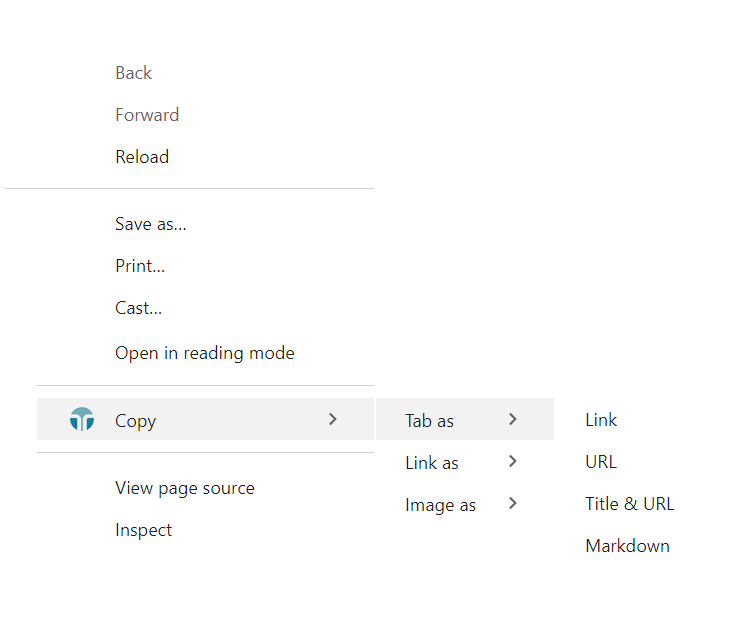 Back
Forward
Reload
Save as...
Print...
Cast...
Open in reading mode
Copy
Tab as
Link as
Image as
Link
URL
Title & URL
Markdown
View page source
Inspect